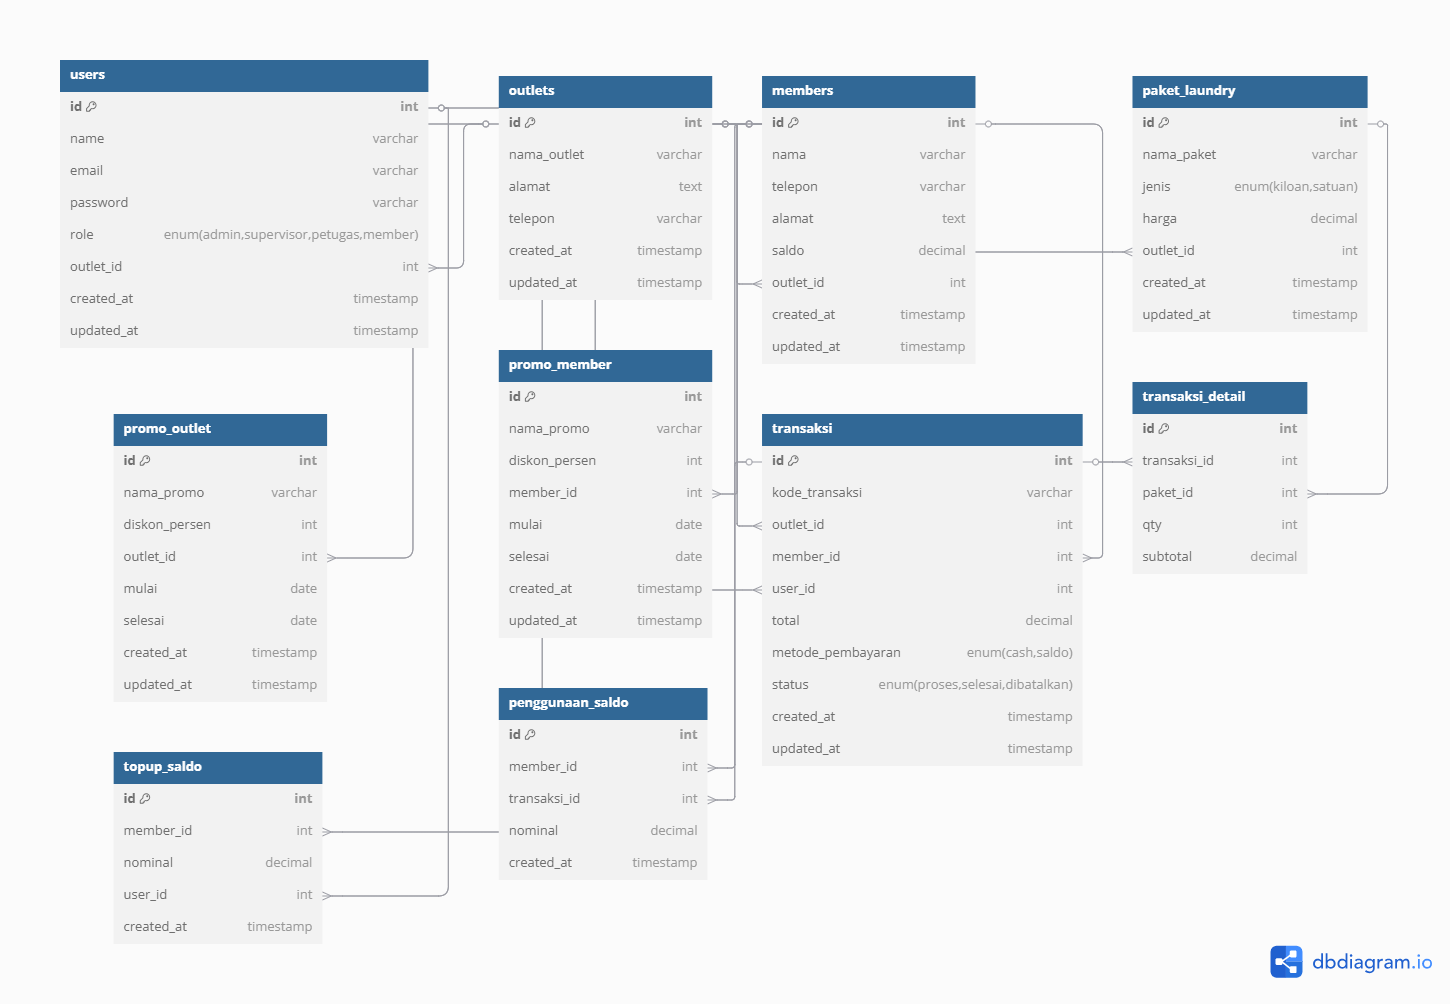 users
id int
name varchar
email varchar
password varchar
role enum(admin,supervisor,petugas,member)
outlet_id int
created_at timestamp
updated_at timestamp
outlets
id int
nama_outlet varchar
alamat text
telepon varchar
created_at timestamp
updated_at timestamp
members
id int
nama varchar
telepon varchar
alamat text
saldo decimal
outlet_id int
created_at timestamp
updated_at timestamp
paket_laundry
id int
nama_paket varchar
jenis enum(kiloan,satuan)
harga decimal
outlet_id int
created_at timestamp
updated_at timestamp
promo_outlet
id int
nama_promo varchar
diskon_persen int
outlet_id int
mulai date
selesai date
created_at timestamp
updated_at timestamp
promo_member
id int
nama_promo varchar
diskon_persen int
member_id int
mulai date
selesai date
created_at timestamp
updated_at timestamp
transaksi
id int
kode_transaksi varchar
outlet_id int
member_id int
user_id int
total decimal
metode_pembayaran enum(cash,saldo)
status enum(proses,selesai,dibatalkan)
created_at timestamp
updated_at timestamp
transaksi_detail
id int
transaksi_id int
paket_id int
qty int
subtotal decimal
topup_saldo
id int
member_id int
nominal decimal
user_id int
created_at timestamp
penggunaan_saldo
id int
member_id int
transaksi_id int
nominal decimal
created_at timestamp
dbdiagram.io